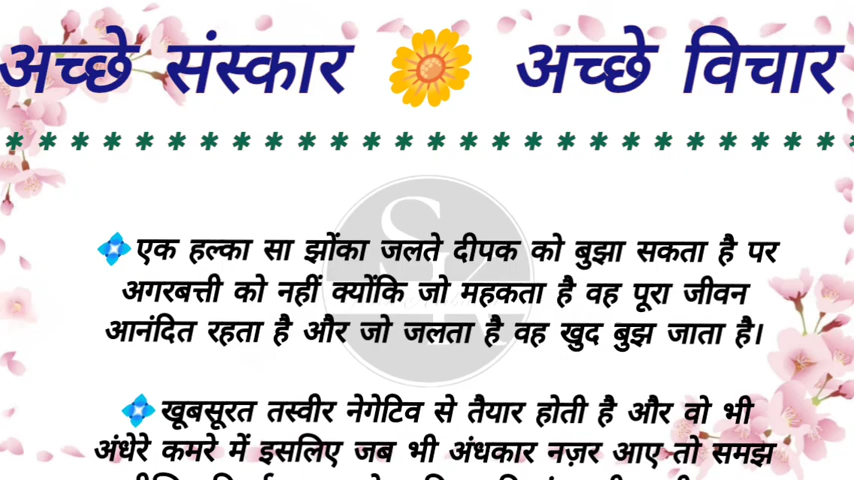 अच्छे संस्कार 🌼 अच्छे विचार
* * * * * * * * * * * * * * * * * * * * * * * * * * *
💠एक हल्का सा झोंका जलते दीपक को बुझा सकता है पर
अगरबत्ती को नहीं क्योंकि जो महकता है वह पूरा जीवन
आनंदित रहता है और जो जलता है वह खुद बुझ जाता है।
💠खूबसूरत तस्वीर नेगेटिव से तैयार होती है और वो भी
अंधेरे कमरे में इसलिए जब भी अंधकार नज़र आए तो समझ